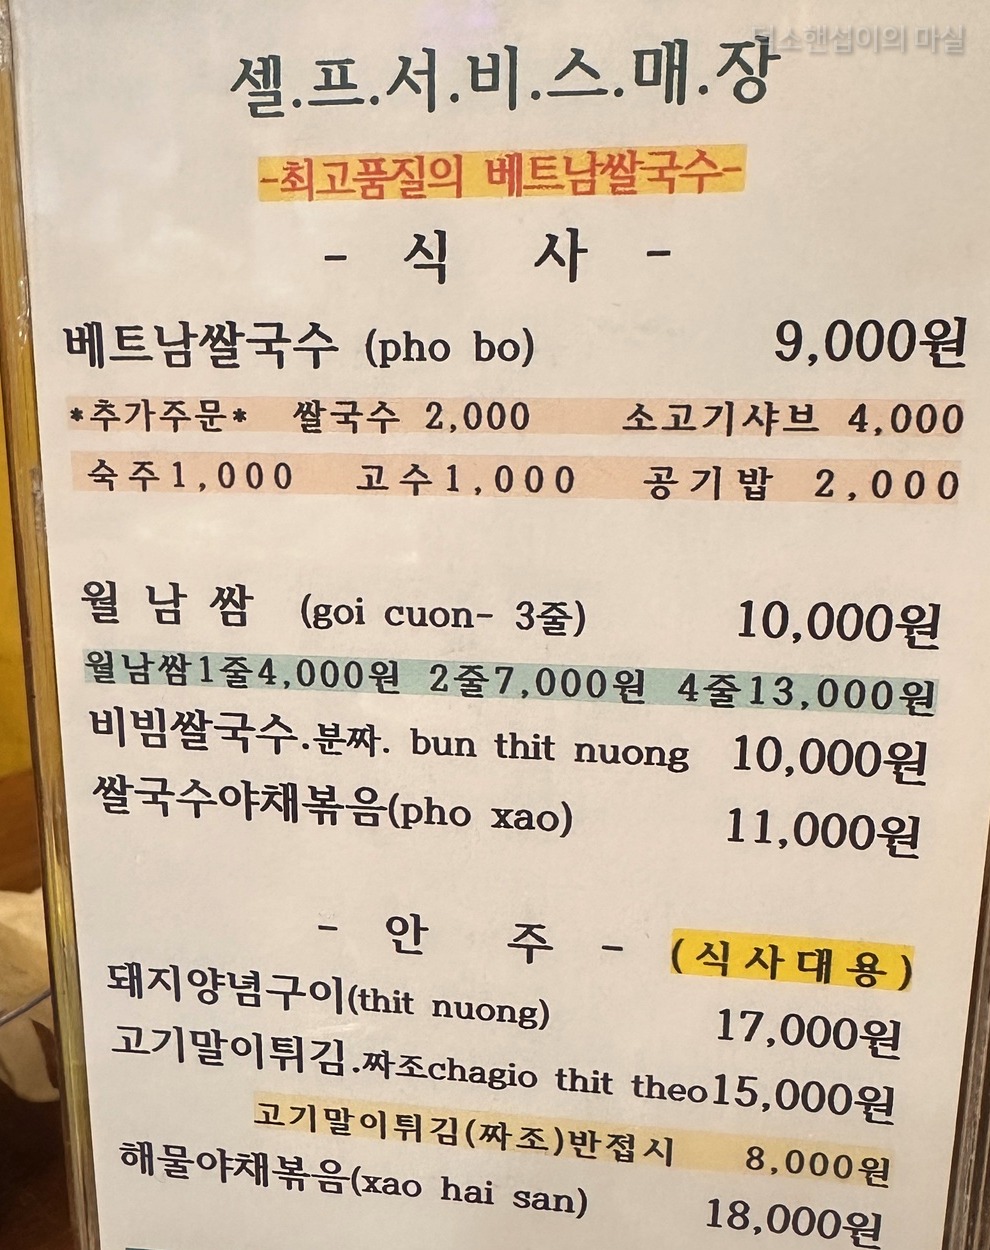 덕소핸섭이의 마실
셀.프.서.비.스.매.장
-최고품질의 베트남쌀국수-
- 식 사 -
베트남쌀국수 (pho bo) 9,000원
*추가주문* 쌀국수 2,000 소고기샤브 4,000
숙주1,000 고수1,000 공기밥 2,000
월 남 쌈 (goi cuon- 3줄) 10,000원
월남쌈1줄4,000원 2줄7,000원 4줄13,000원
비빔쌀국수.분짜. bun thit nuong 10,000원
쌀국수야채볶음(pho xao) 11,000원
- 안 주 - (식사대용)
돼지양념구이(thit nuong) 17,000원
고기말이튀김.짜조chagio thit theo15,000원
고기말이튀김(짜조)반접시 8,000원
해물야채볶음(xao hai san) 18,000원